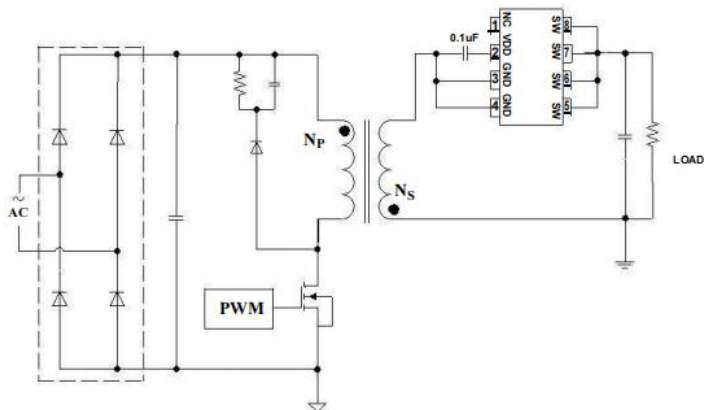 1 NC SW 8
0.1uF
2 VDD SW 7
3 GND SW 6
4 GND SW 5
NP
NS
LOAD
~
AC
PWM